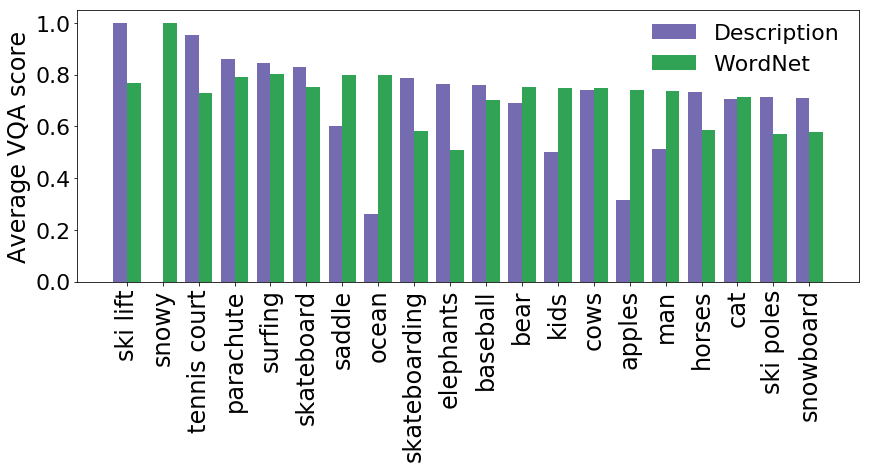 Average VQA score
1.0
0.8
0.6
0.4
0.2
0.0
Description
WordNet
ski lift
snowy
tennis court
parachute
surfing
skateboard
saddle
ocean
skateboarding
elephants
baseball
bear
kids
cows
apples
man
horses
cat
ski poles
snowboard